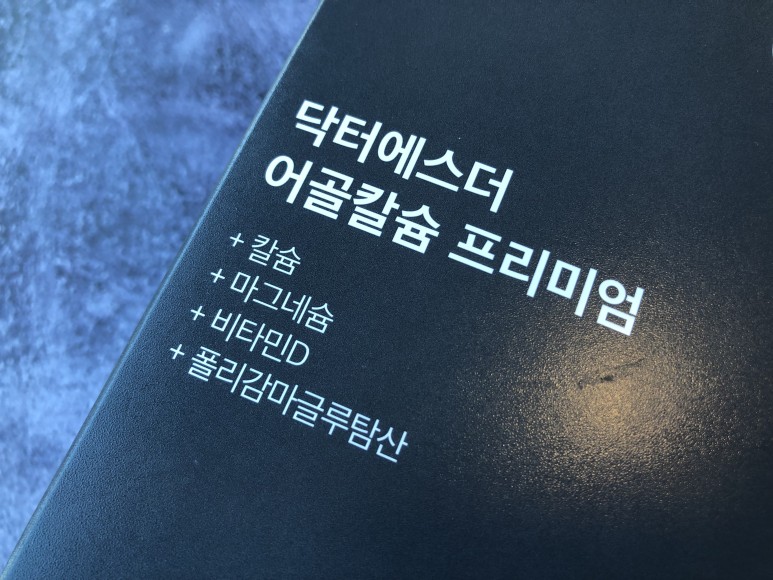 닥터에스더
어골칼슘 프리미엄
+ 칼슘
+ 마그네슘
+ 비타민D
+ 폴리감마글루탐산